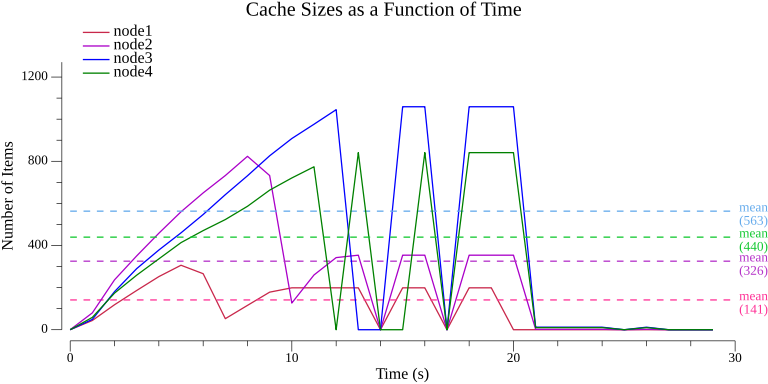 Cache Sizes as a Function of Time
node1
node2
node3
node4
1200
800
400
0
Number of Items
mean
(563)
mean
(440)
mean
(326)
mean
(141)
0
10
20
30
Time (s)